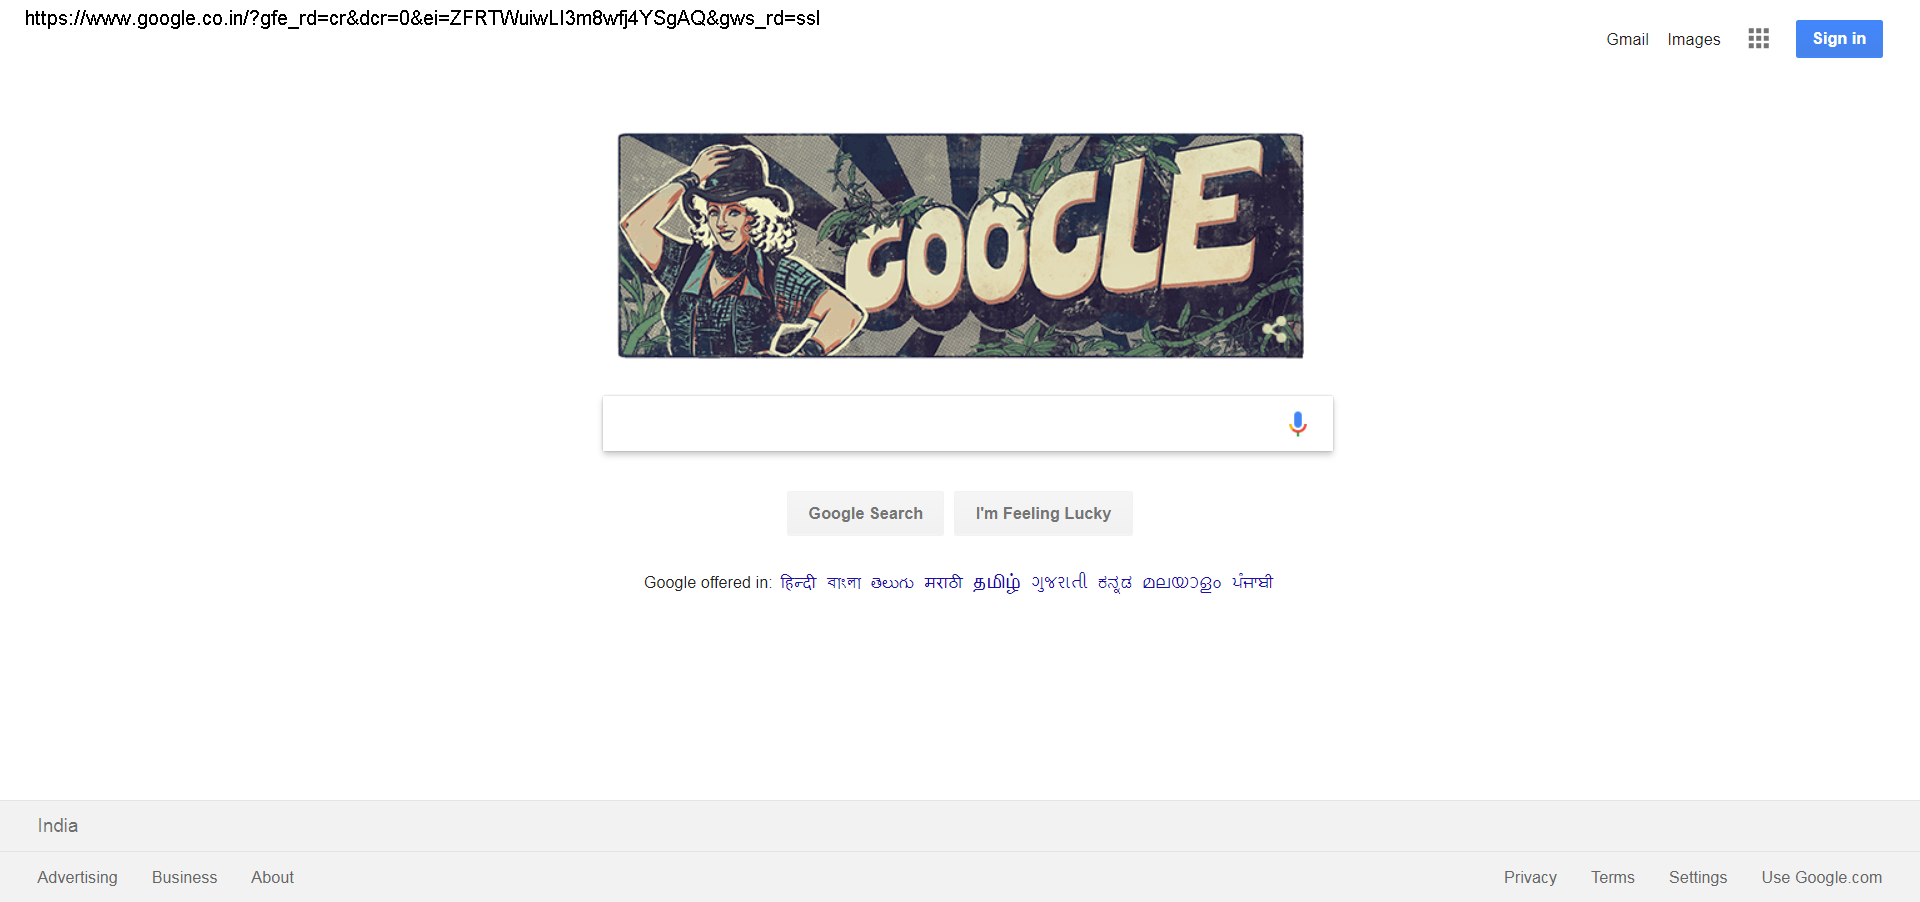 https://www.google.co.in/?gfe_rd=cr&dcr=0&ei=ZFRTWuiwLI3m8wfj4YSgAQ&gws_rd=ssl
Gmail Images Sign in
GOOGLE
Google Search I'm Feeling Lucky
Google offered in: हिन्दी বাংলা తెలుగు मराठी தமிழ் ગુજરાતી ಕನ್ನಡ മലയാളം ਪੰਜਾਬੀ
India
Advertising Business About Privacy Terms Settings Use Google.com